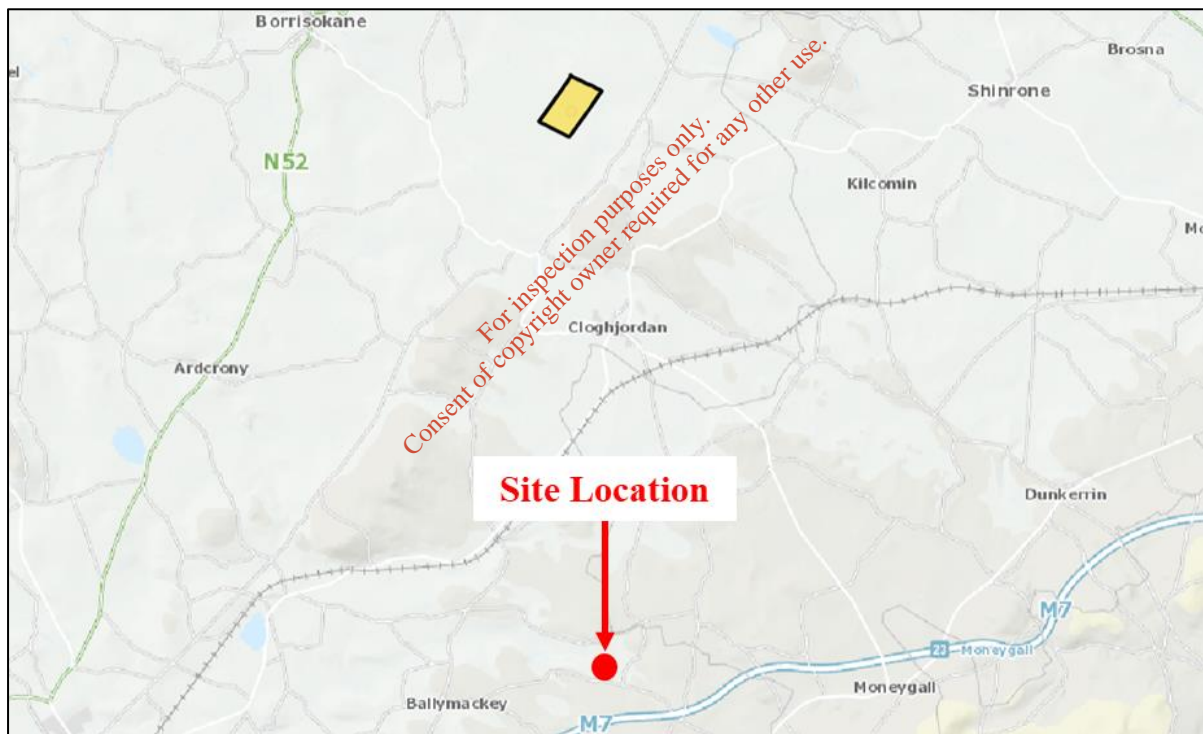 Borrisokane
Brosna
el
Shinrone
N52
Kilcomin
Mo
For inspection purposes only.
Consent of copyright owner required for any other use.
Cloghjordan
Ardcrony
Site Location
Dunkerrin
M7
23 Moneygall
Moneygall
Ballymackey
M7